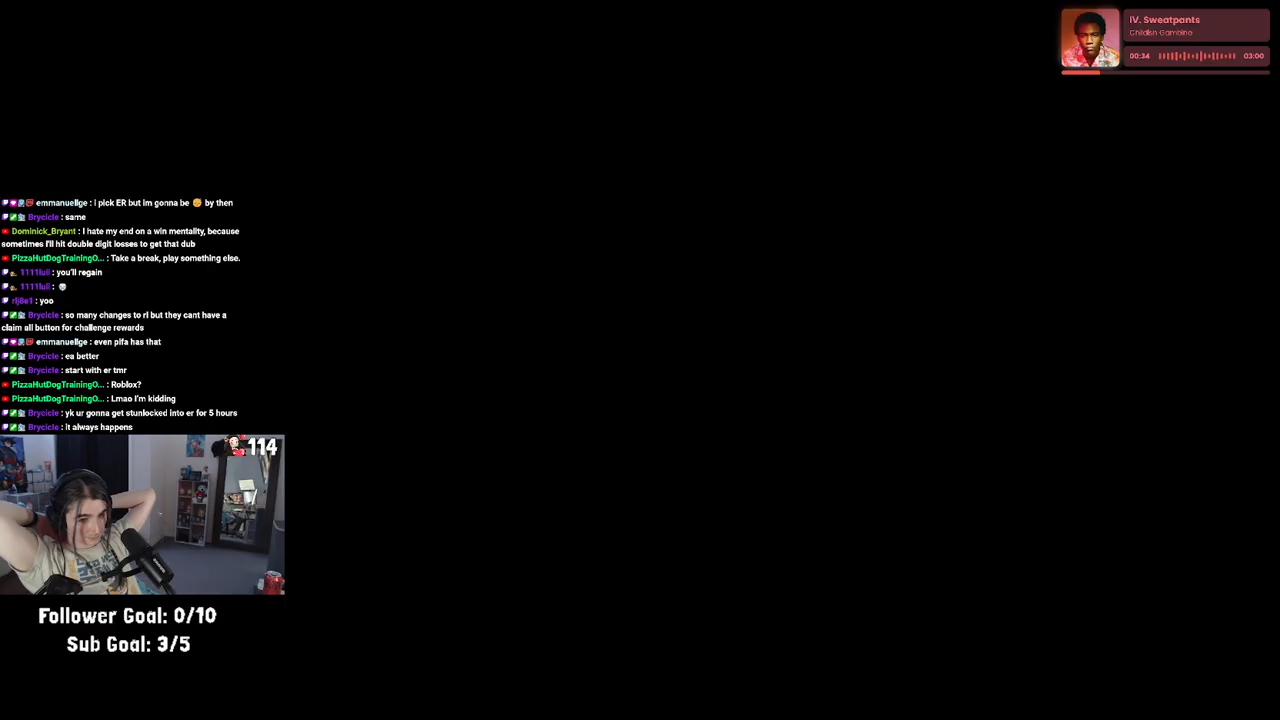 IV. Sweatpants
Childish Gambino
00:34
03:00
emmanuellge : i pick ER but im gonna be by then
Brycicle : same
Dominick_Bryant : I hate my end on a win mentality, because
sometimes I'll hit double digit losses to get that dub
PizzaHutDogTrainingO... : Take a break, play something else.
1111luii : you'll regain
1111luii :
rlj8e1 : yoo
Brycicle : so many changes to rl but they cant have a
claim all button for challenge rewards
emmanuellge : even pifa has that
Brycicle : ea better
Brycicle : start with er tmr
PizzaHutDogTrainingO... : Roblox?
PizzaHutDogTrainingO... : Lmao I'm kidding
Brycicle : yk ur gonna get stunlocked into er for 5 hours
Brycicle : it always happens
114
Follower Goal: 0/10
Sub Goal: 3/5